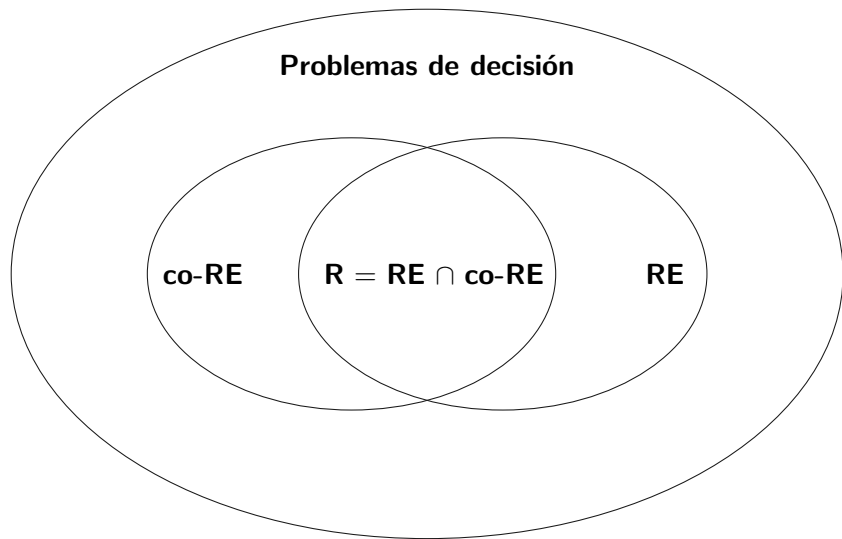 Problemas de decisión
co-RE R = RE ∩ co-RE RE